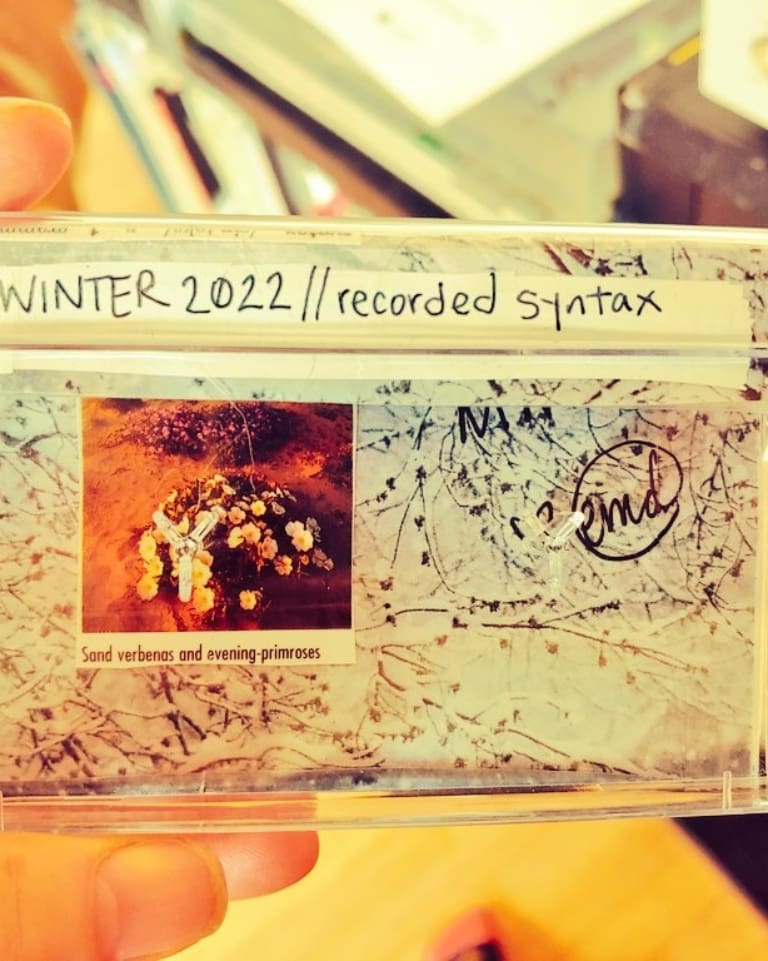 WINTER 2022//recorded syntax
emd
Sand verbenas and evening-primroses